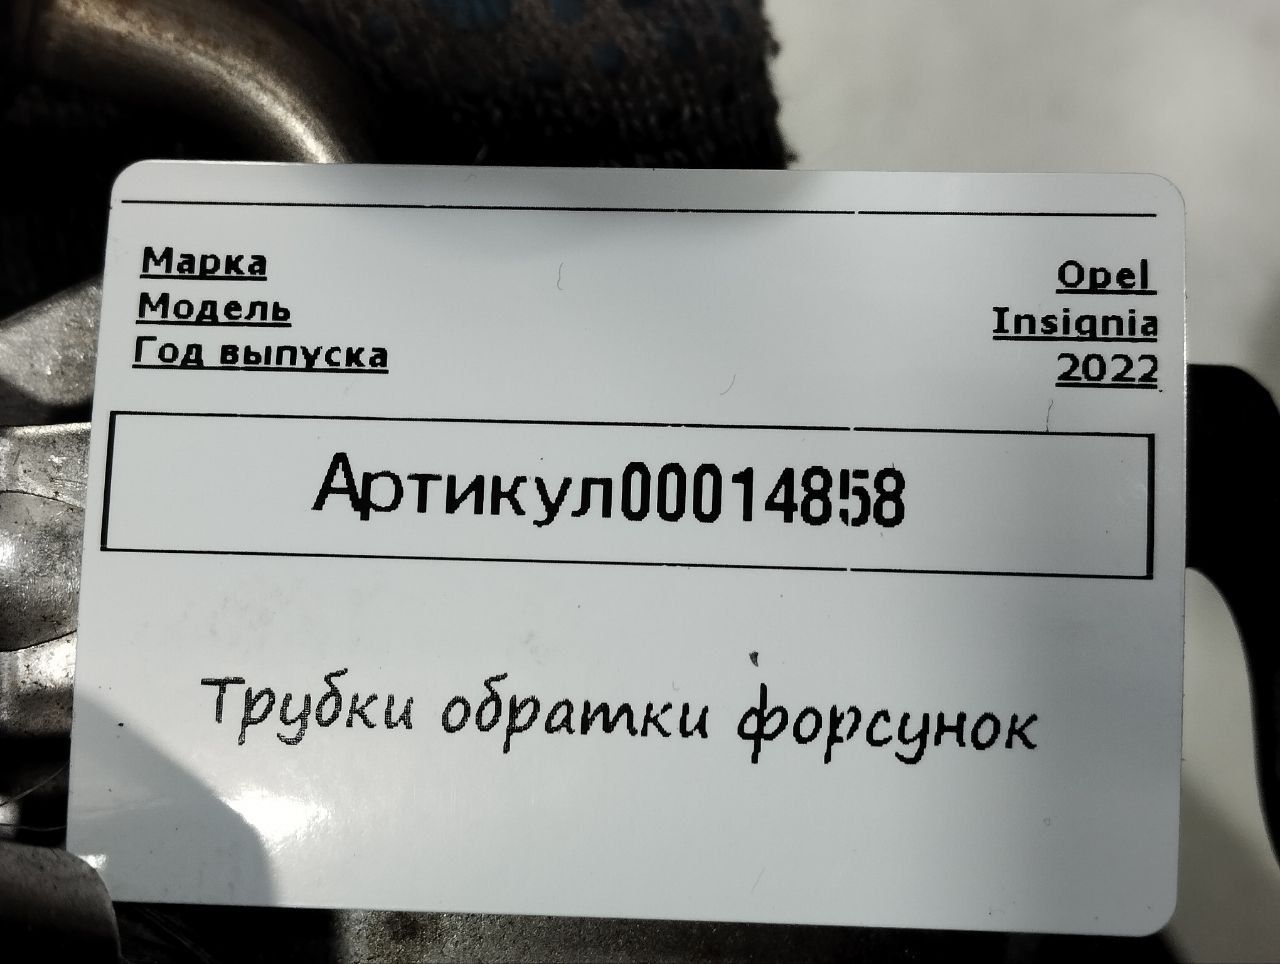 Марка Opel
Модель Insignia
Год выпуска 2022
Артикул00014858
Трубки обратки форсунок